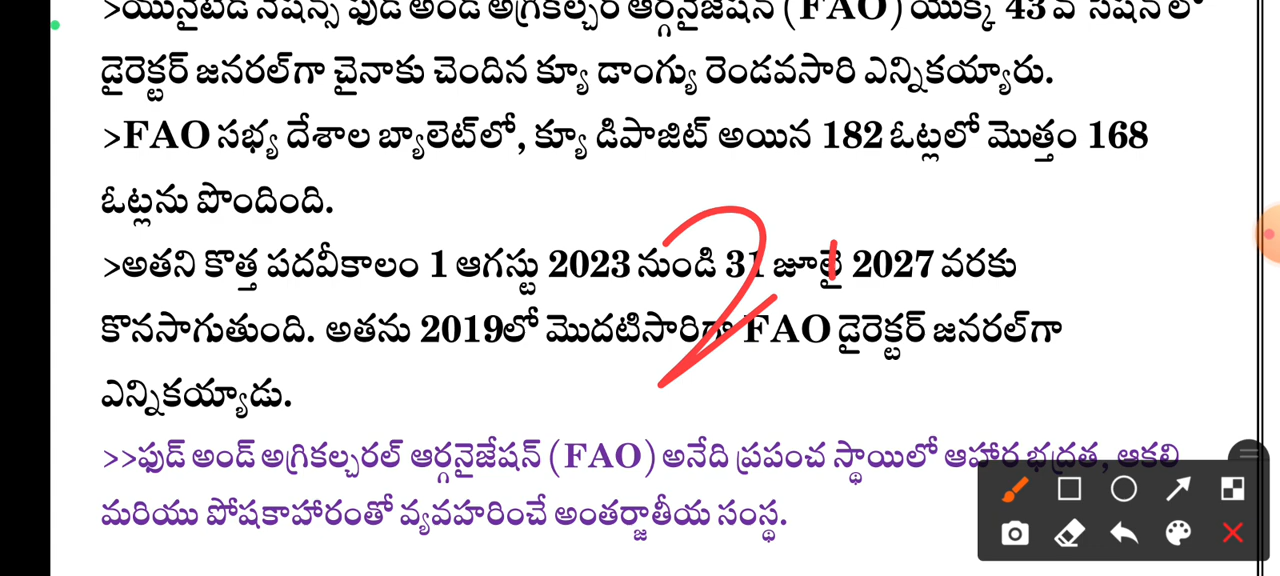 >యునైటెడ్ నేషన్స్ ఫుడ్ అండ్ అగ్రికల్చర్ ఆర్గనైజేషన్ (FAO) యొక్క 43 వ సెషన్‌లో
డైరెక్టర్ జనరల్‌గా చైనాకు చెందిన క్యూ డాంగ్యు రెండవసారి ఎన్నికయ్యారు.
>FAO సభ్య దేశాల బ్యాలెట్‌లో, క్యూ డిపాజిట్ అయిన 182 ఓట్లలో మొత్తం 168
ఓట్లను పొందింది.
>అతని కొత్త పదవీకాలం 1 ఆగస్టు 2023 నుండి 31 జూలై 2027 వరకు
కొనసాగుతుంది. అతను 2019లో మొదటిసారిగా FAO డైరెక్టర్ జనరల్‌గా
ఎన్నికయ్యాడు.
>>ఫుడ్ అండ్ అగ్రికల్చరల్ ఆర్గనైజేషన్ (FAO) అనేది ప్రపంచ స్థాయిలో ఆహార భద్రత, ఆకలి
మరియు పోషకాహారంతో వ్యవహరించే అంతర్జాతీయ సంస్థ.
2